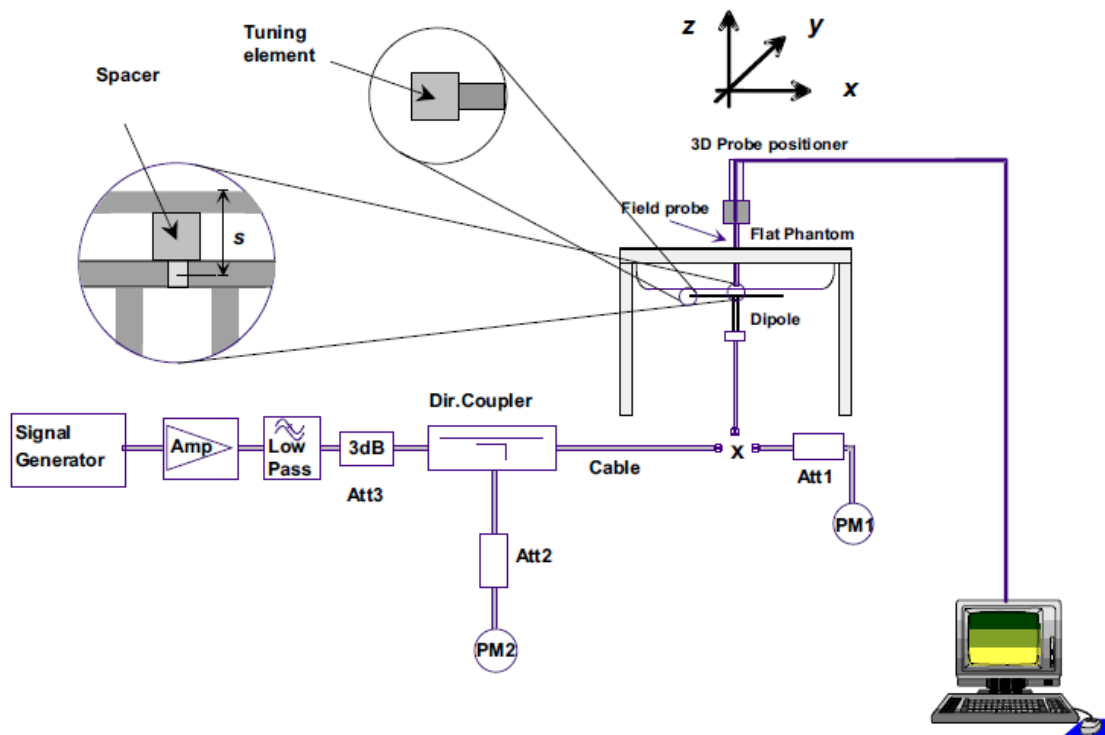 Tuning
element
Spacer
z
y
x
3D Probe positioner
Field probe
Flat Phantom
s
Dipole
Dir.Coupler
Signal
Generator
Amp
Low
Pass
3dB
Att3
Cable
x
Att1
PM1
Att2
PM2